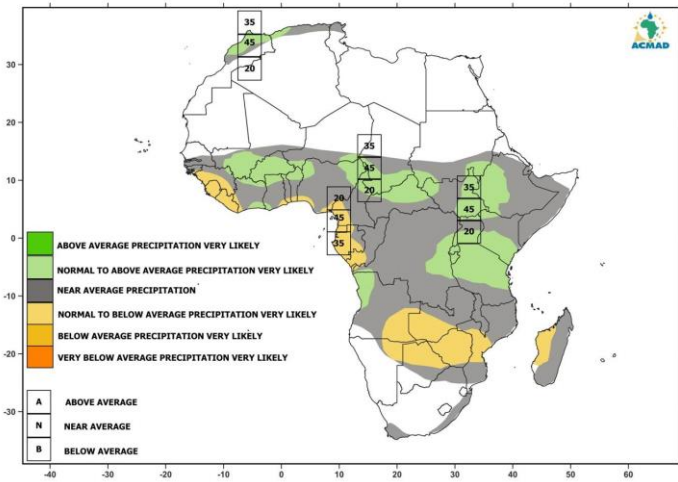 35
45
20
ACMAD
30
20
10
0
-10
-20
-30
35
45
20
20
45
35
35
45
20
ABOVE AVERAGE PRECIPITATION VERY LIKELY
NORMAL TO ABOVE AVERAGE PRECIPITATION VERY LIKELY
NEAR AVERAGE PRECIPITATION
NORMAL TO BELOW AVERAGE PRECIPITATION VERY LIKELY
BELOW AVERAGE PRECIPITATION VERY LIKELY
VERY BELOW AVERAGE PRECIPITATION VERY LIKELY
A ABOVE AVERAGE
N NEAR AVERAGE
B BELOW AVERAGE
-40 -30 -20 -10 0 10 20 30 40 50 60